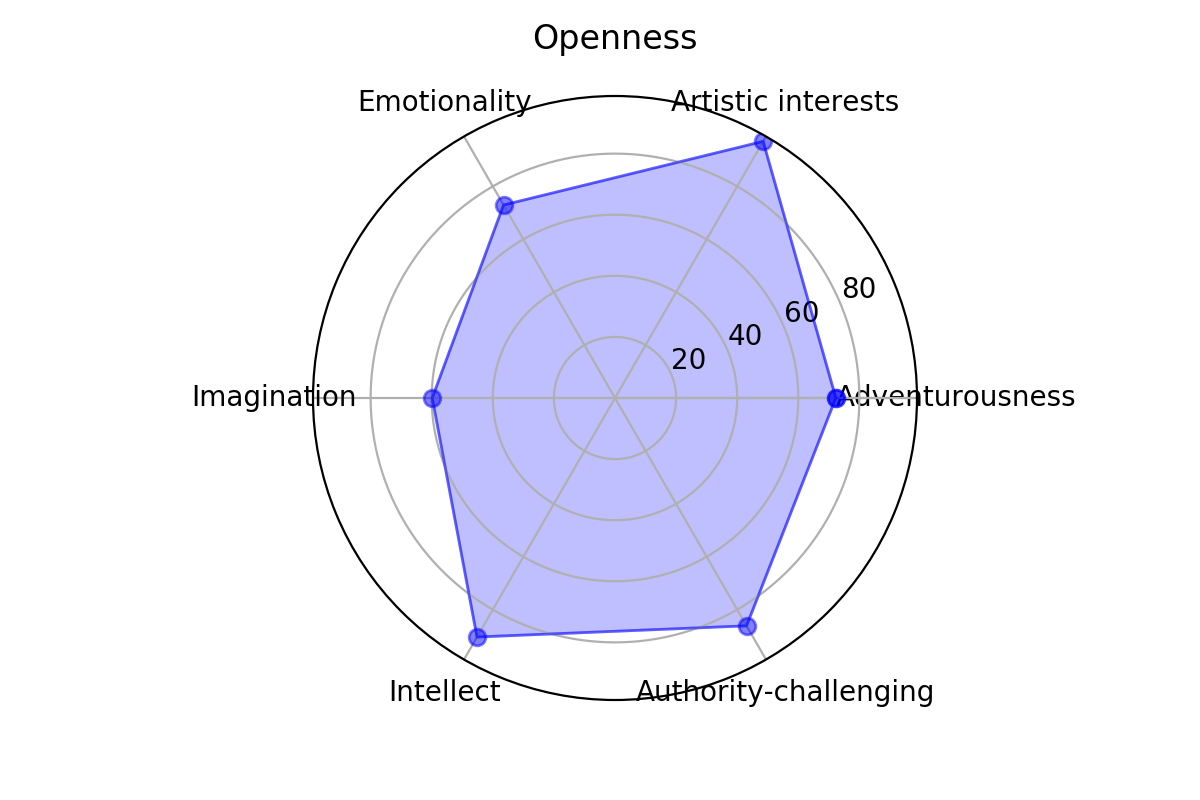 Openness
Emotionality
Artistic interests
80
60
40
20
Imagination
Adventurousness
Intellect
Authority-challenging